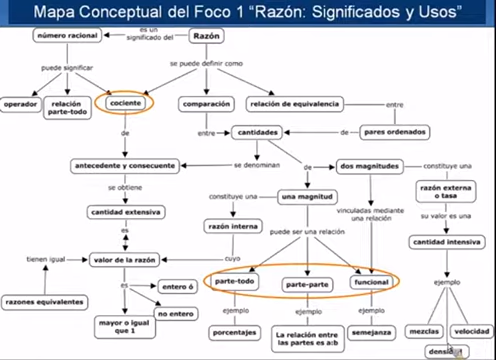 Mapa Conceptual del Foco 1 "Razón: Significados y Usos"
número racional
es un
significado del
Razón
puede significar
se puede definir como
operador
relación
parte-todo
cociente
comparación
relación de equivalencia
entre
de
entre
cantidades
de
pares ordenados
antecedente y consecuente
se denominan
de
dos magnitudes
constituye una
se obtiene
constituye una
una magnitud
razón externa
o tasa
cantidad extensiva
vinculadas mediante
una relación
su valor es una
es
razón interna
puede ser una relación
cantidad intensiva
tienen igual
valor de la razón
cuyo
es
entero ó
parte-todo
parte-parte
funcional
ejemplo
razones equivalentes
no entero
ejemplo
ejemplo
ejemplo
mayor o igual
que 1
porcentajes
La relación entre
las partes es a:b
semejanza
mezclas
velocidad
densidad